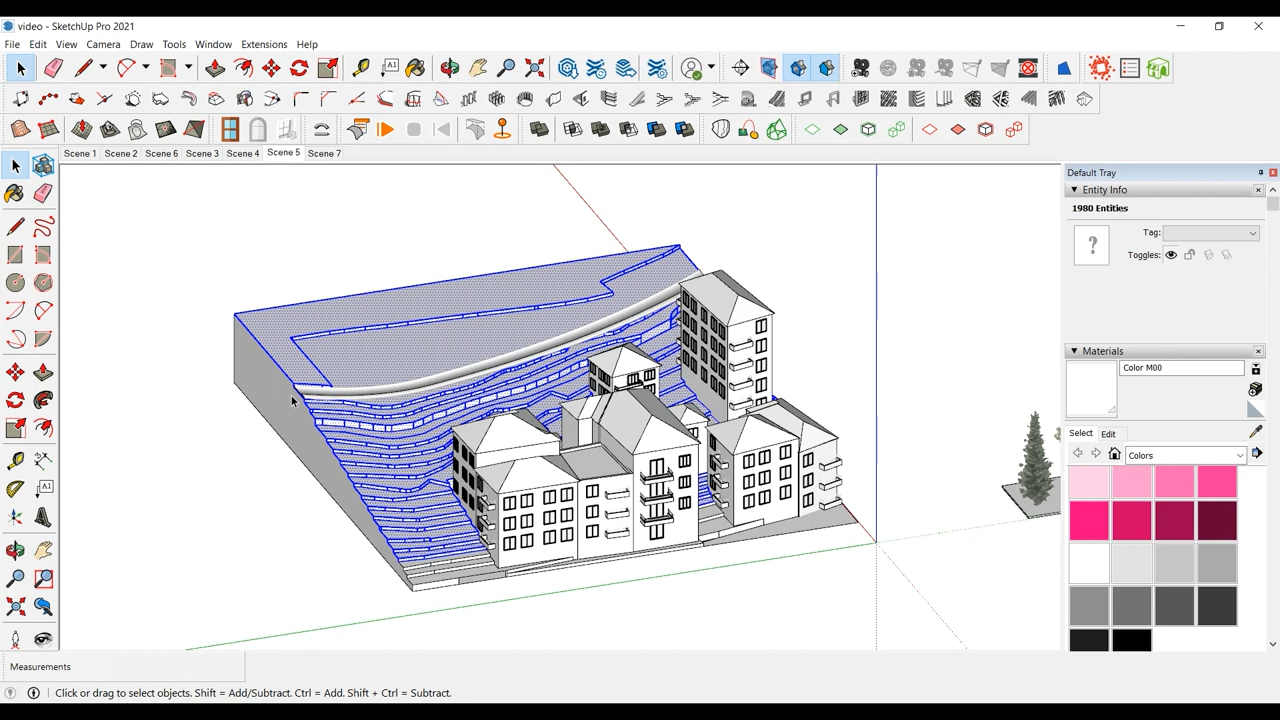 video - SketchUp Pro 2021
File Edit View Camera Draw Tools Window Extensions Help
Scene 1 Scene 2 Scene 6 Scene 3 Scene 4 Scene 5 Scene 7
Default Tray
Entity Info
1980 Entities
Tag:
Toggles:
Materials
Color M00
Select Edit
Colors
Measurements
Click or drag to select objects. Shift = Add/Subtract. Ctrl = Add. Shift + Ctrl = Subtract.